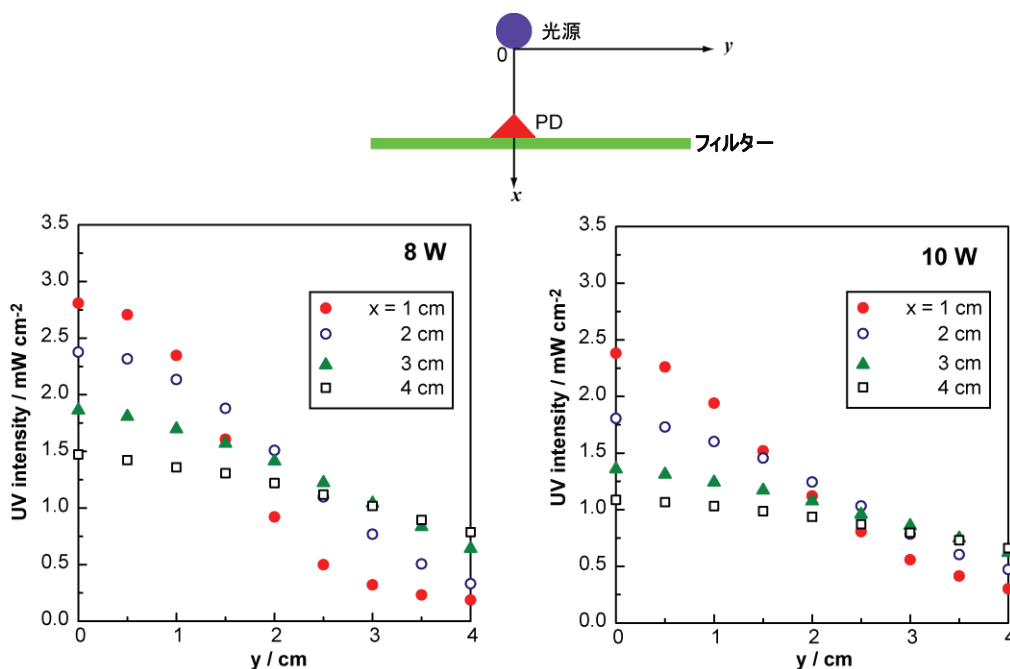 光源
0
y
PD
フィルター
x
8 W
x = 1 cm
2 cm
3 cm
4 cm
UV intensity / mW cm-2
3.5
3.0
2.5
2.0
1.5
1.0
0.5
0.0
0 1 2 3 4
y / cm
10 W
x = 1 cm
2 cm
3 cm
4 cm
UV intensity / mW cm-2
3.5
3.0
2.5
2.0
1.5
1.0
0.5
0.0
0 1 2 3 4
y / cm